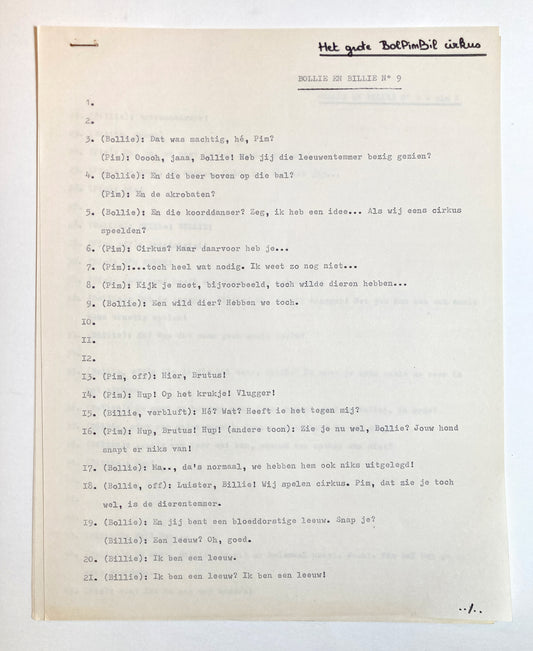 Het grote BolPimBil cirkus
BOLLIE EN BILLIE N° 9
1.
2.
3. (Bollie): Dat was machtig, hé, Pim?
(Pim): Ooooh, jaaa, Bollie! Heb jij die leeuwentemmer bezig gezien?
4. (Bollie): En die beer boven op die bal?
(Pim): En de akrobaten?
5. (Bollie): En die koorddanser? Zeg, ik heb een idee... Als wij eens cirkus
speelden?
6. (Pim): Cirkus? Maar daarvoor heb je...
7. (Pim):...toch heel wat nodig. Ik weet zo nog niet...
8. (Pim): Kijk je moet, bijvoorbeeld, toch wilde dieren hebben...
9. (Bollie): Een wild dier? Hebben we toch.
10.
11.
12.
13. (Pim, off): Hier, Brutus!
14. (Pim): Hup! Op het krukje! Vlugger!
15. (Billie, verbluft): Hé? Wat? Heeft ie het tegen mij?
16. (Pim): Hup, Brutus! Hup! (andere toon): Zie je nu wel, Bollie? Jouw hond
snapt er niks van!
17. (Bollie): Ma.., da's normaal, we hebben hem ook niks uitgelegd!
18. (Bollie, off): Luister, Billie! Wij spelen cirkus. Pim, dat zie je toch
wel, is de dierentemmer.
19. (Bollie): En jij bent een bloeddorstige leeuw. Snap je?
(Billie): Een leeuw? Oh, goed.
20. (Billie): Ik ben een leeuw.
21. (Billie): Ik ben een leeuw? Ik ben een leeuw!
../..